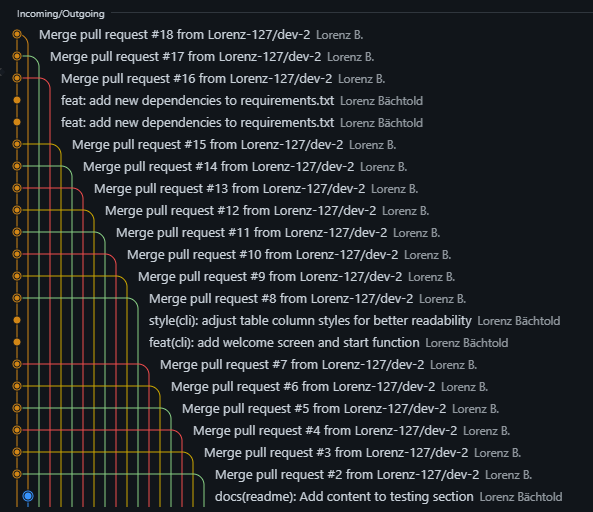 Incoming/Outgoing
Merge pull request #18 from Lorenz-127/dev-2 Lorenz B.
Merge pull request #17 from Lorenz-127/dev-2 Lorenz B.
Merge pull request #16 from Lorenz-127/dev-2 Lorenz B.
feat: add new dependencies to requirements.txt Lorenz Bächtold
feat: add new dependencies to requirements.txt Lorenz Bächtold
Merge pull request #15 from Lorenz-127/dev-2 Lorenz B.
Merge pull request #14 from Lorenz-127/dev-2 Lorenz B.
Merge pull request #13 from Lorenz-127/dev-2 Lorenz B.
Merge pull request #12 from Lorenz-127/dev-2 Lorenz B.
Merge pull request #11 from Lorenz-127/dev-2 Lorenz B.
Merge pull request #10 from Lorenz-127/dev-2 Lorenz B.
Merge pull request #9 from Lorenz-127/dev-2 Lorenz B.
Merge pull request #8 from Lorenz-127/dev-2 Lorenz B.
style(cli): adjust table column styles for better readability Lorenz Bächtold
feat(cli): add welcome screen and start function Lorenz Bächtold
Merge pull request #7 from Lorenz-127/dev-2 Lorenz B.
Merge pull request #6 from Lorenz-127/dev-2 Lorenz B.
Merge pull request #5 from Lorenz-127/dev-2 Lorenz B.
Merge pull request #4 from Lorenz-127/dev-2 Lorenz B.
Merge pull request #3 from Lorenz-127/dev-2 Lorenz B.
Merge pull request #2 from Lorenz-127/dev-2 Lorenz B.
docs(readme): Add content to testing section Lorenz Bächtold